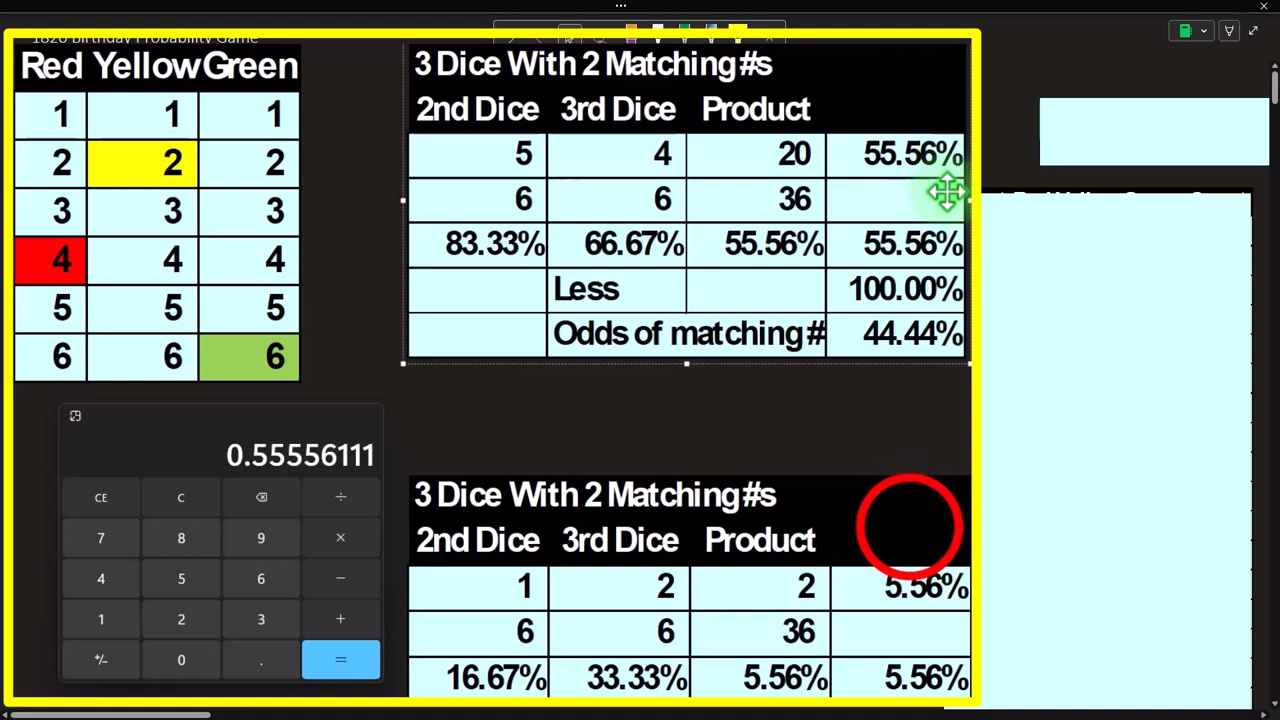 1826 Birthday Probability Game
Red Yellow Green
1 1 1
2 2 2
3 3 3
4 4 4
5 5 5
6 6 6
3 Dice With 2 Matching #s
2nd Dice 3rd Dice Product
5 4 20 55.56%
6 6 36
83.33% 66.67% 55.56% 55.56%
Less 100.00%
Odds of matching # 44.44%
0.55556111
CE C ⌫ ÷
7 8 9 ×
4 5 6 −
1 2 3 +
+/- 0 . =
3 Dice With 2 Matching #s
2nd Dice 3rd Dice Product
1 2 2 5.56%
6 6 36
16.67% 33.33% 5.56% 5.56%